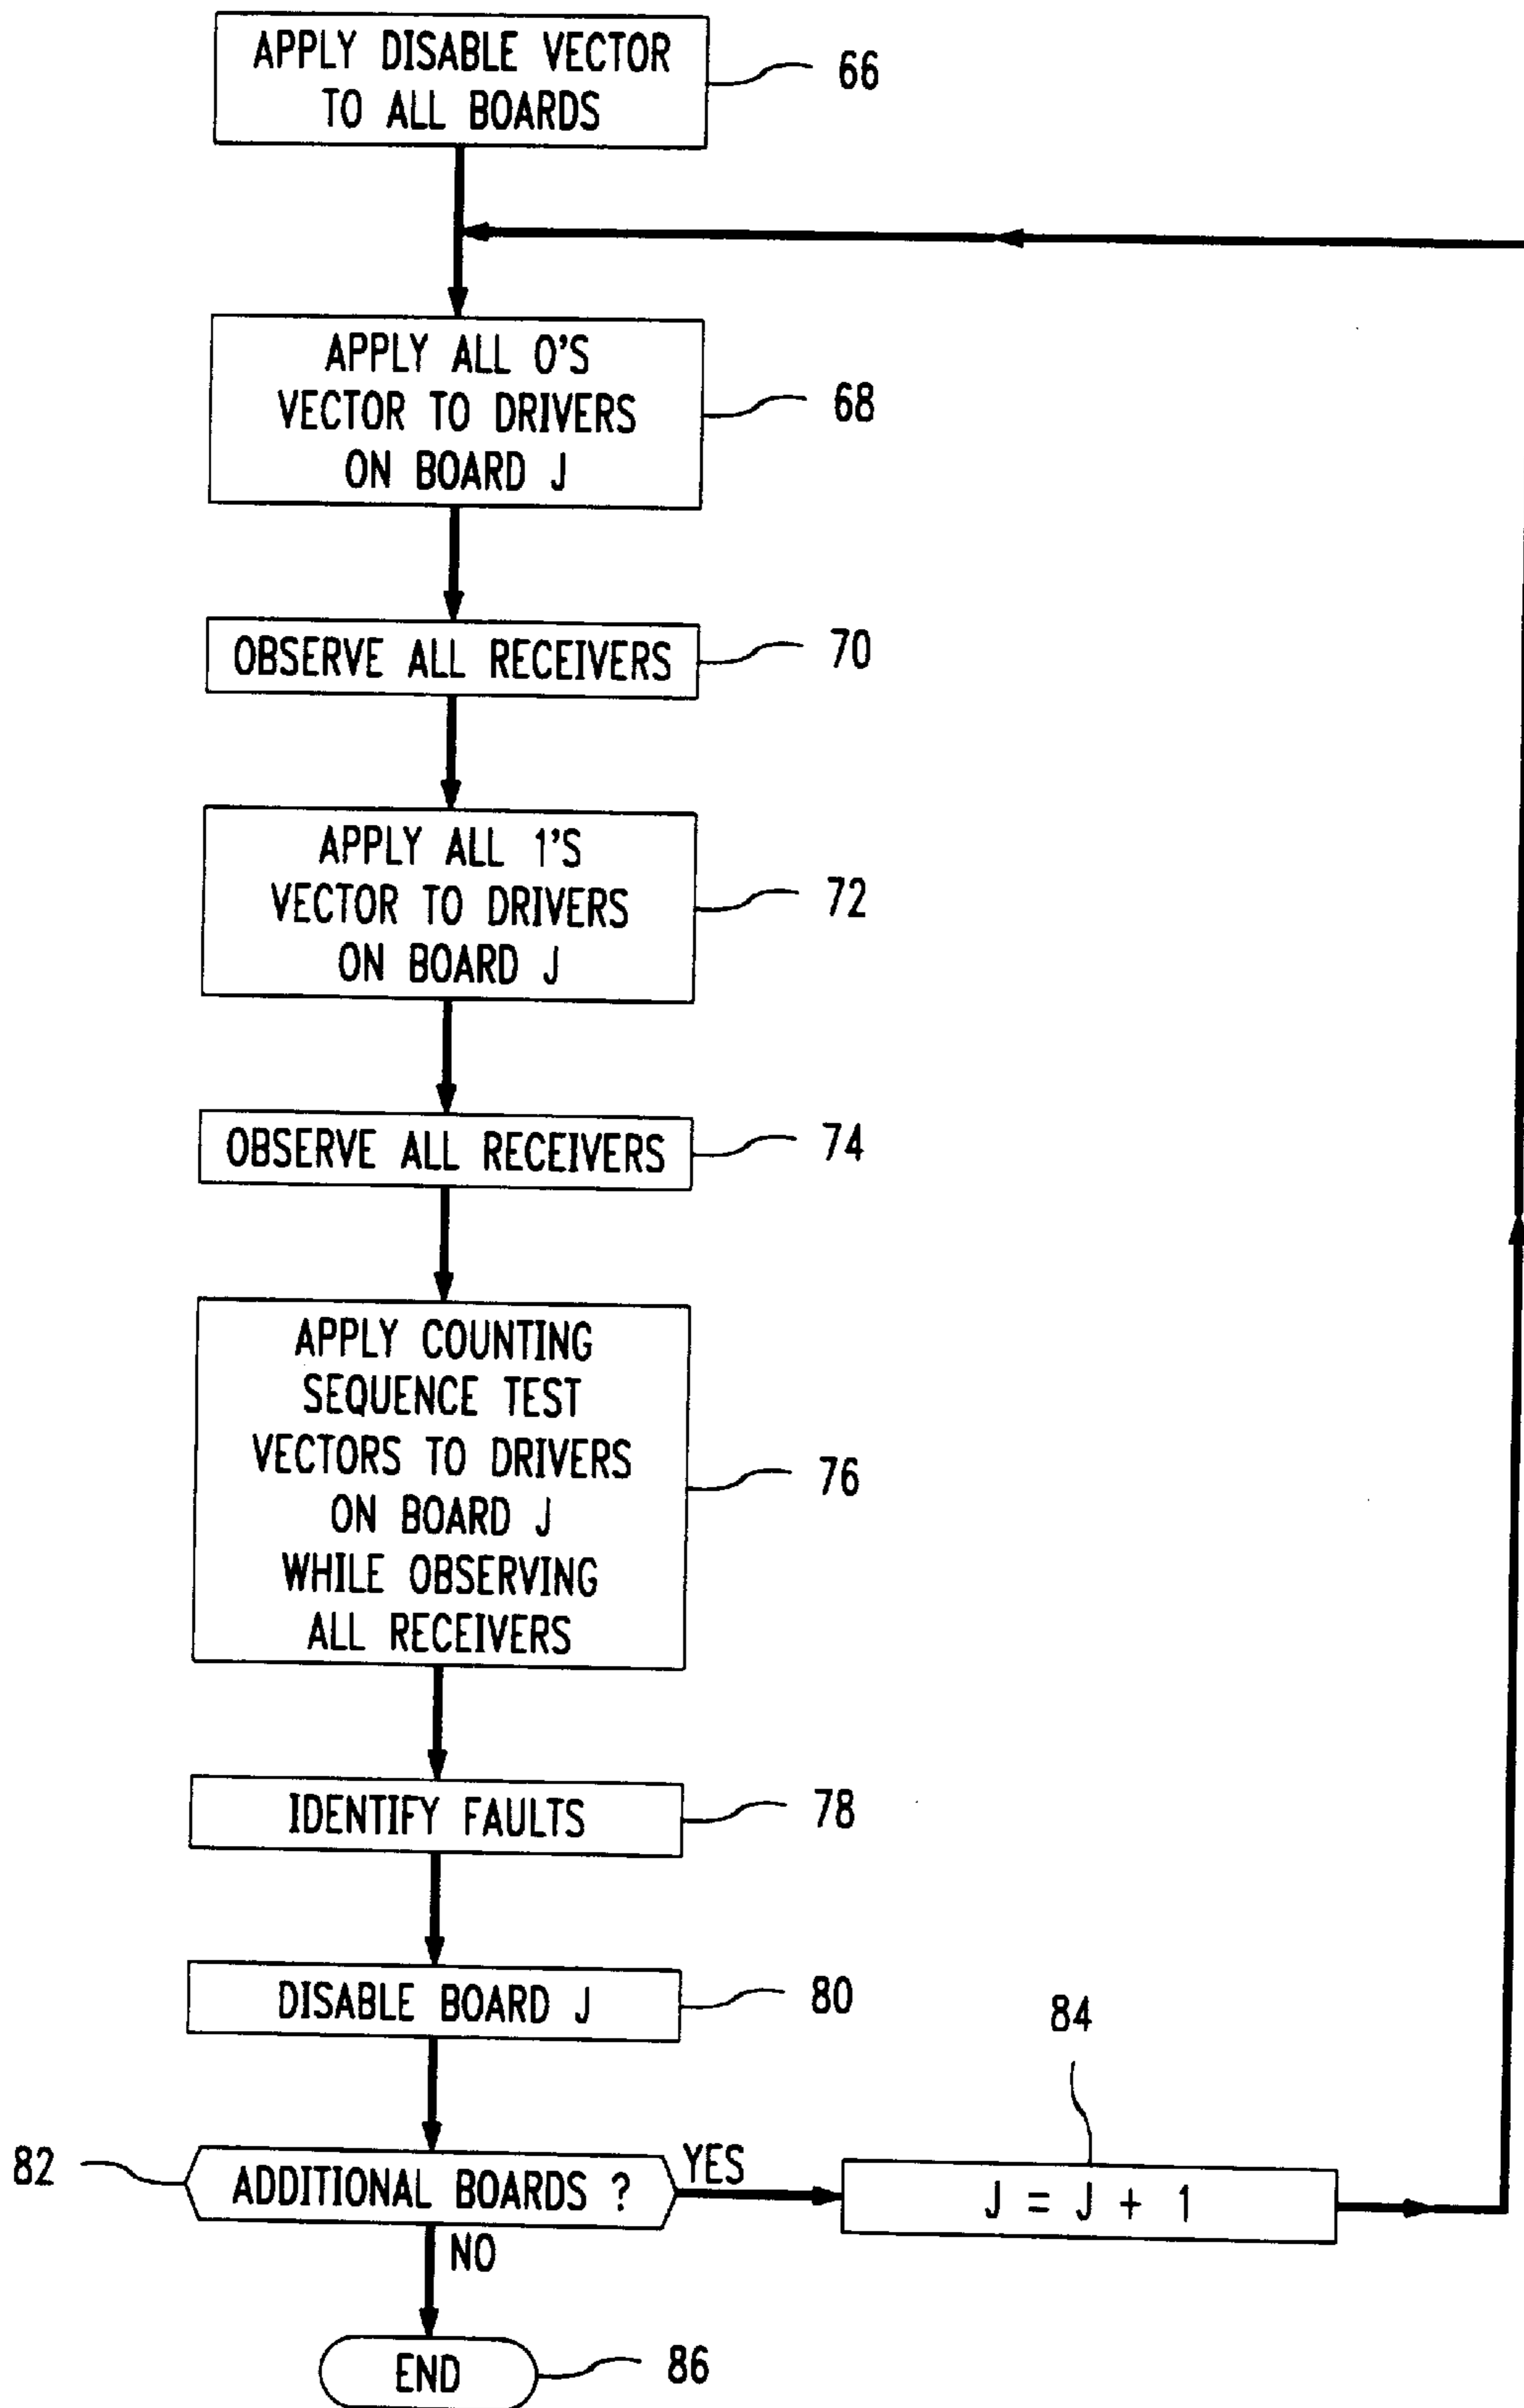 APPLY DISABLE VECTOR
TO ALL BOARDS
66
APPLY ALL 0'S
VECTOR TO DRIVERS
ON BOARD J
68
OBSERVE ALL RECEIVERS
70
APPLY ALL 1'S
VECTOR TO DRIVERS
ON BOARD J
72
OBSERVE ALL RECEIVERS
74
APPLY COUNTING
SEQUENCE TEST
VECTORS TO DRIVERS
ON BOARD J
WHILE OBSERVING
ALL RECEIVERS
76
IDENTIFY FAULTS
78
DISABLE BOARD J
80
82
ADDITIONAL BOARDS ?
YES
84
J = J + 1
NO
END
86